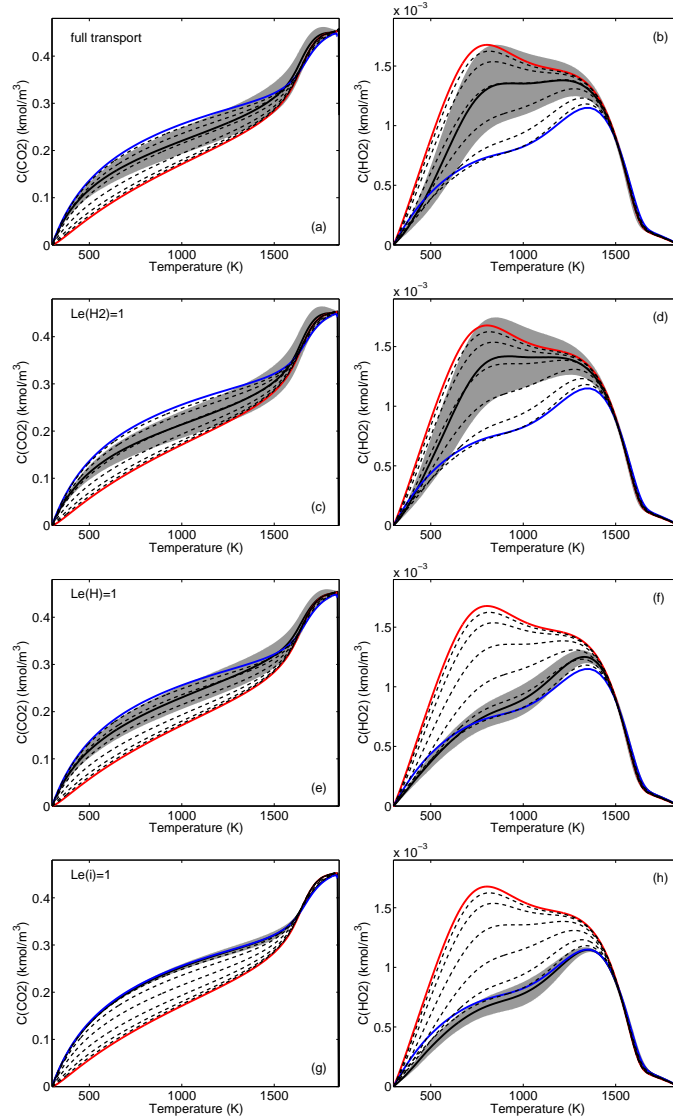 full transport
0.4
0.3
0.2
0.1
0
C(CO2) (kmol/m³)
500
1000
1500
Temperature (K)
(a)
x 10⁻³
1.5
1
0.5
0
C(HO2) (kmol/m³)
500
1000
1500
Temperature (K)
(b)
Le(H2)=1
0.4
0.3
0.2
0.1
0
C(CO2) (kmol/m³)
500
1000
1500
Temperature (K)
(c)
x 10⁻³
1.5
1
0.5
0
C(HO2) (kmol/m³)
500
1000
1500
Temperature (K)
(d)
Le(H)=1
0.4
0.3
0.2
0.1
0
C(CO2) (kmol/m³)
500
1000
1500
Temperature (K)
(e)
x 10⁻³
1.5
1
0.5
0
C(HO2) (kmol/m³)
500
1000
1500
Temperature (K)
(f)
Le(i)=1
0.4
0.3
0.2
0.1
0
C(CO2) (kmol/m³)
500
1000
1500
Temperature (K)
(g)
x 10⁻³
1.5
1
0.5
0
C(HO2) (kmol/m³)
500
1000
1500
Temperature (K)
(h)